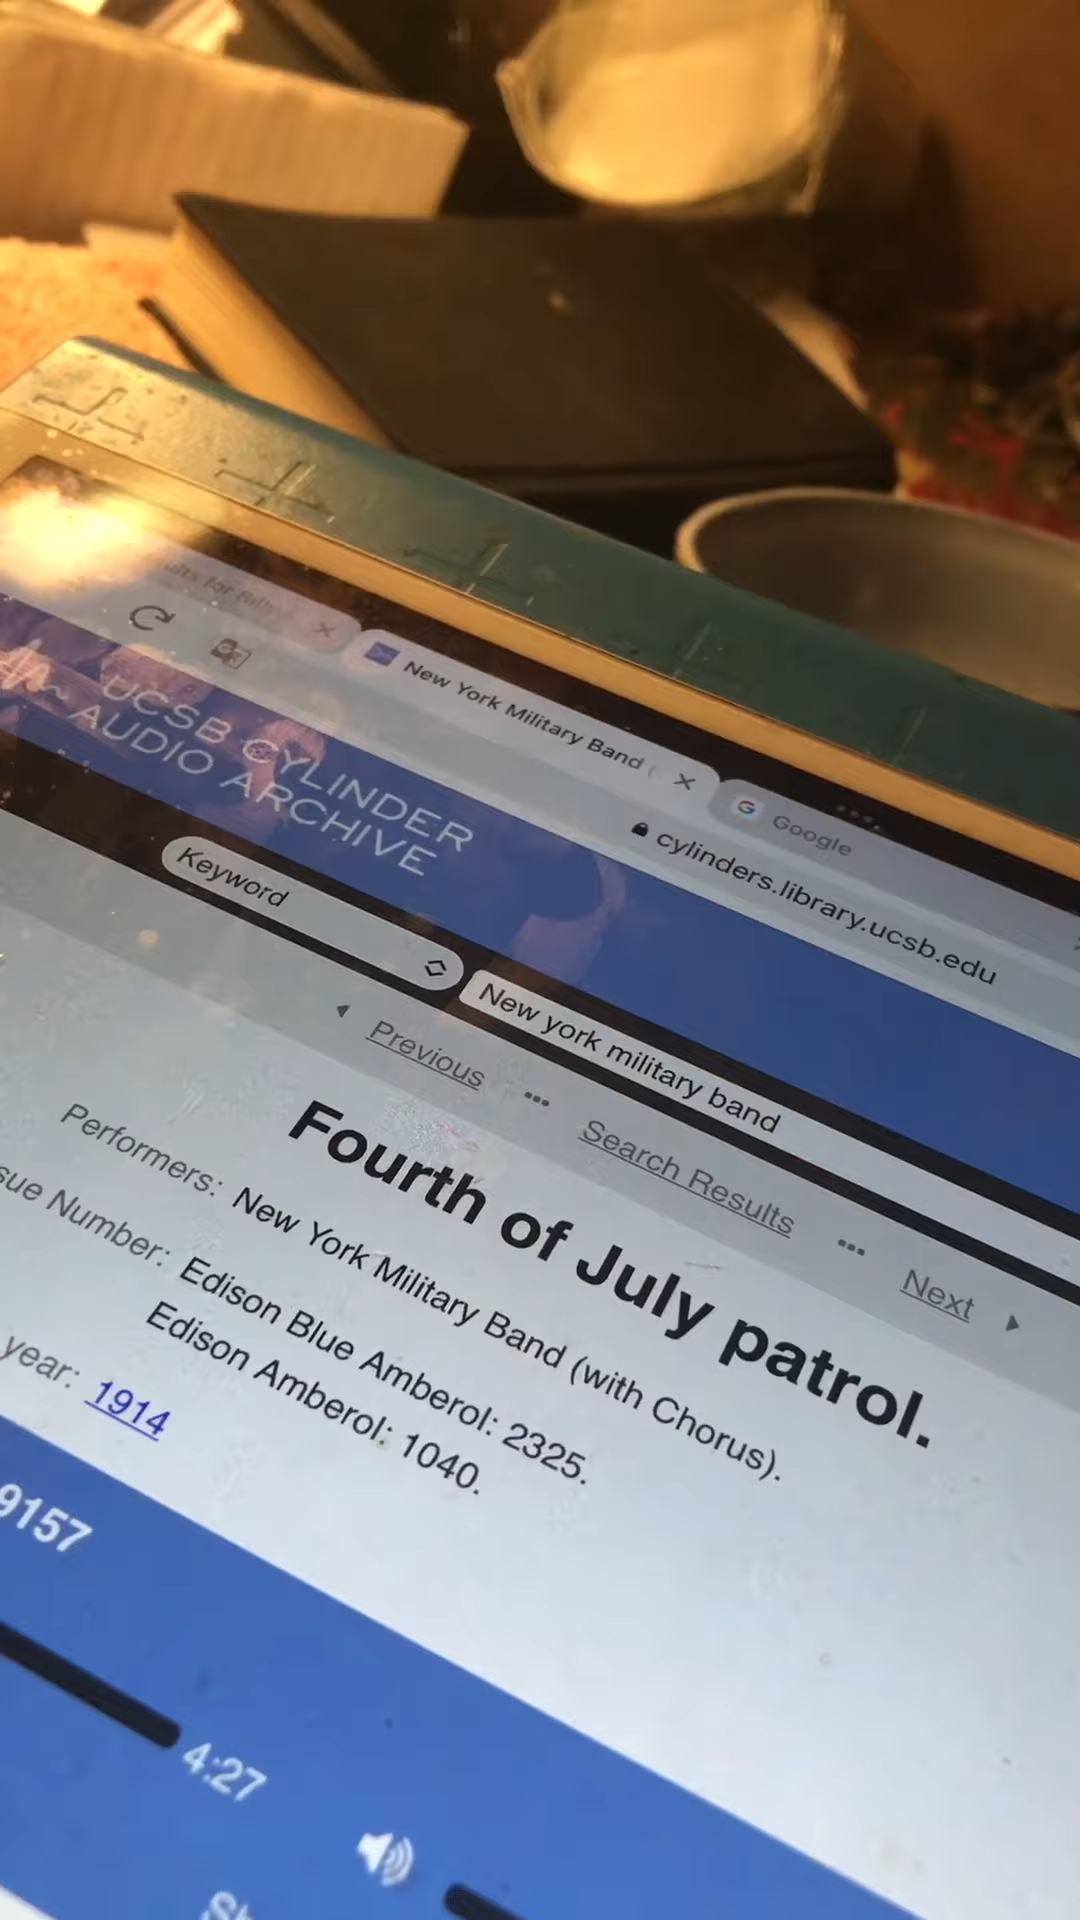 New York Military Band
Google
cylinders.library.ucsb.edu
UCSB CYLINDER
AUDIO ARCHIVE
Keyword
New york military band
Previous
Search Results
Next
Fourth of July patrol.
Performers: New York Military Band (with Chorus).
sue Number: Edison Blue Amberol: 2325.
Edison Amberol: 1040.
year: 1914
9157
4:27